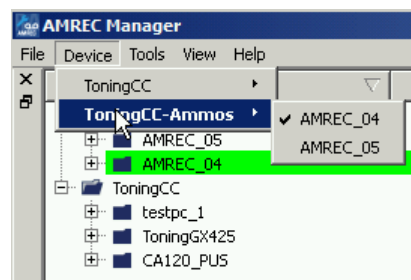 AMREC Manager
File Device Tools View Help
ToningCC
ToningCC-Ammos
AMREC_04
AMREC_05
AMREC_05
AMREC_04
ToningCC
testpc_1
ToningGX425
CA120_PUS